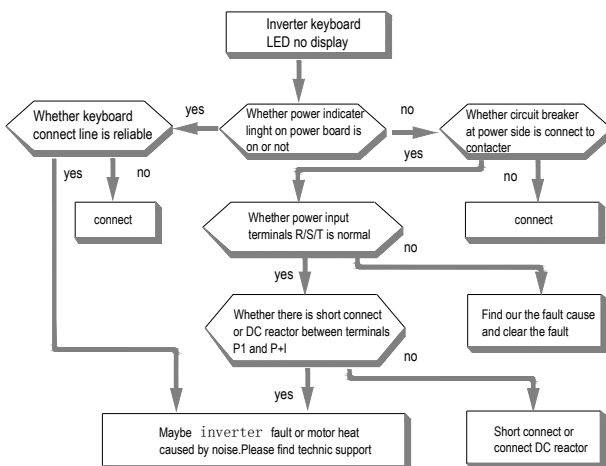 Inverter keyboard
LED no display
yes
no
Whether keyboard
connect line is reliable
Whether power indicater
linght on power board is
on or not
Whether circuit breaker
at power side is connect to
contacter
yes
yes
no
no
connect
Whether power input
terminals R/S/T is normal
connect
no
yes
Whether there is short connect
or DC reactor between terminals
P1 and P+I
Find our the fault cause
and clear the fault
no
yes
Maybe inverter fault or motor heat
caused by noise.Please find technic support
Short connect or
connect DC reactor